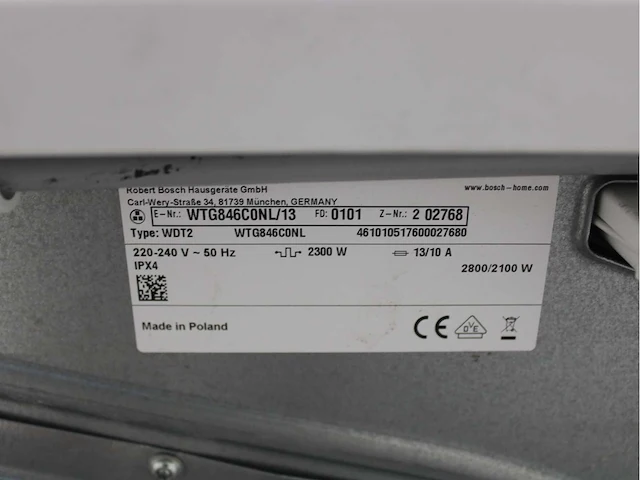 Robert Bosch Hausgeräte GmbH
www.bosch-home.com
Carl-Wery-Straße 34, 81739 München, GERMANY
E-Nr.: WTG846C0NL/13 FD: 0101 Z-Nr.: 2 02768
Type: WDT2 WTG846C0NL 461010517600027680
220-240 V ~ 50 Hz 2300 W 13/10 A
IPX4
2800/2100 W
Made in Poland
CE
DVE